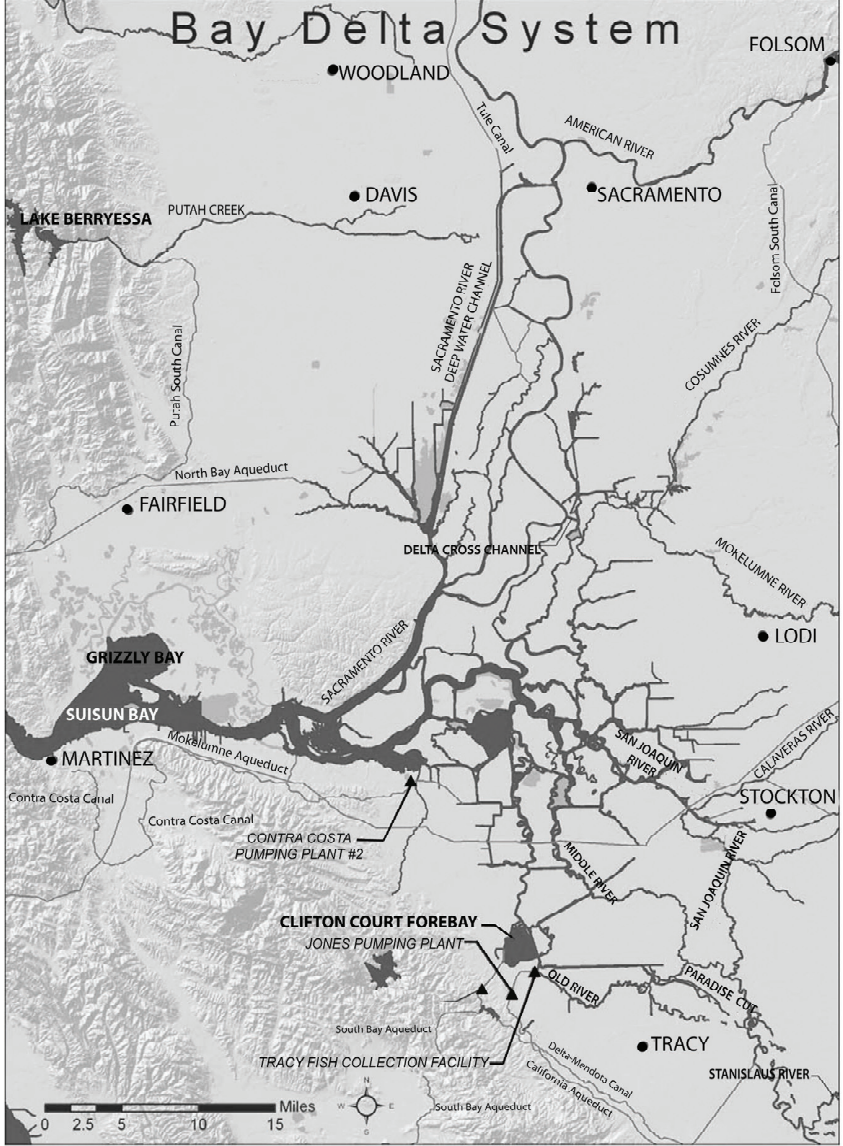 Bay Delta System
FOLSOM
WOODLAND
Tule Canal
AMERICAN RIVER
DAVIS
SACRAMENTO
LAKE BERRYESSA
PUTAH CREEK
Folsom South Canal
SACRAMENTO RIVER
DEEP WATER CHANNEL
COSUMNES RIVER
Putah South Canal
North Bay Aqueduct
FAIRFIELD
DELTA CROSS CHANNEL
MOKELUMNE RIVER
LODI
SACRAMENTO RIVER
GRIZZLY BAY
SUISUN BAY
MARTINEZ
Mokelumne Aqueduct
SAN JOAQUIN
RIVER
CALAVERAS RIVER
Contra Costa Canal
STOCKTON
Contra Costa Canal
CONTRA COSTA
PUMPING PLANT #2
MIDDLE RIVER
SAN JOAQUIN RIVER
CLIFTON COURT FOREBAY
JONES PUMPING PLANT
OLD RIVER
PARADISE CUT
South Bay Aqueduct
TRACY
TRACY FISH COLLECTION FACILITY
Delta-Mendota Canal
California Aqueduct
STANISLAUS RIVER
South Bay Aqueduct
N
W E
S
Miles
0 2.5 5 10 15